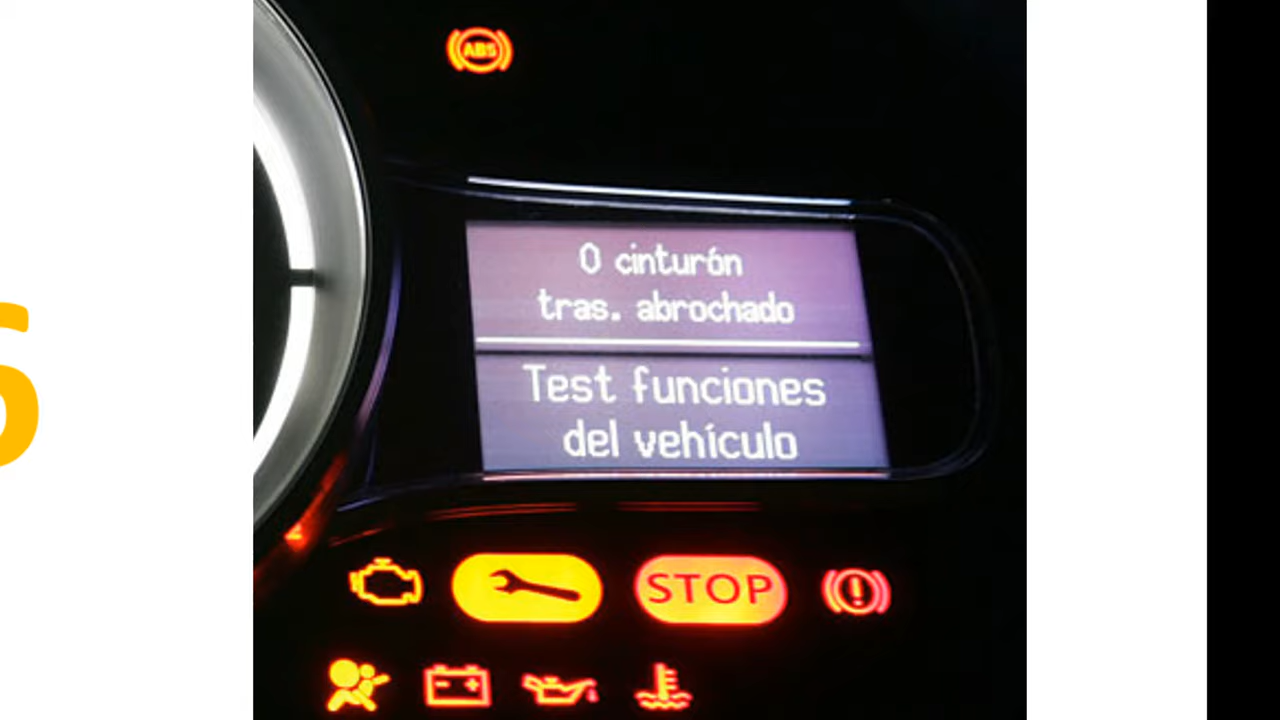 ABS
0 cinturón
tras. abrochado
Test funciones
del vehículo
STOP